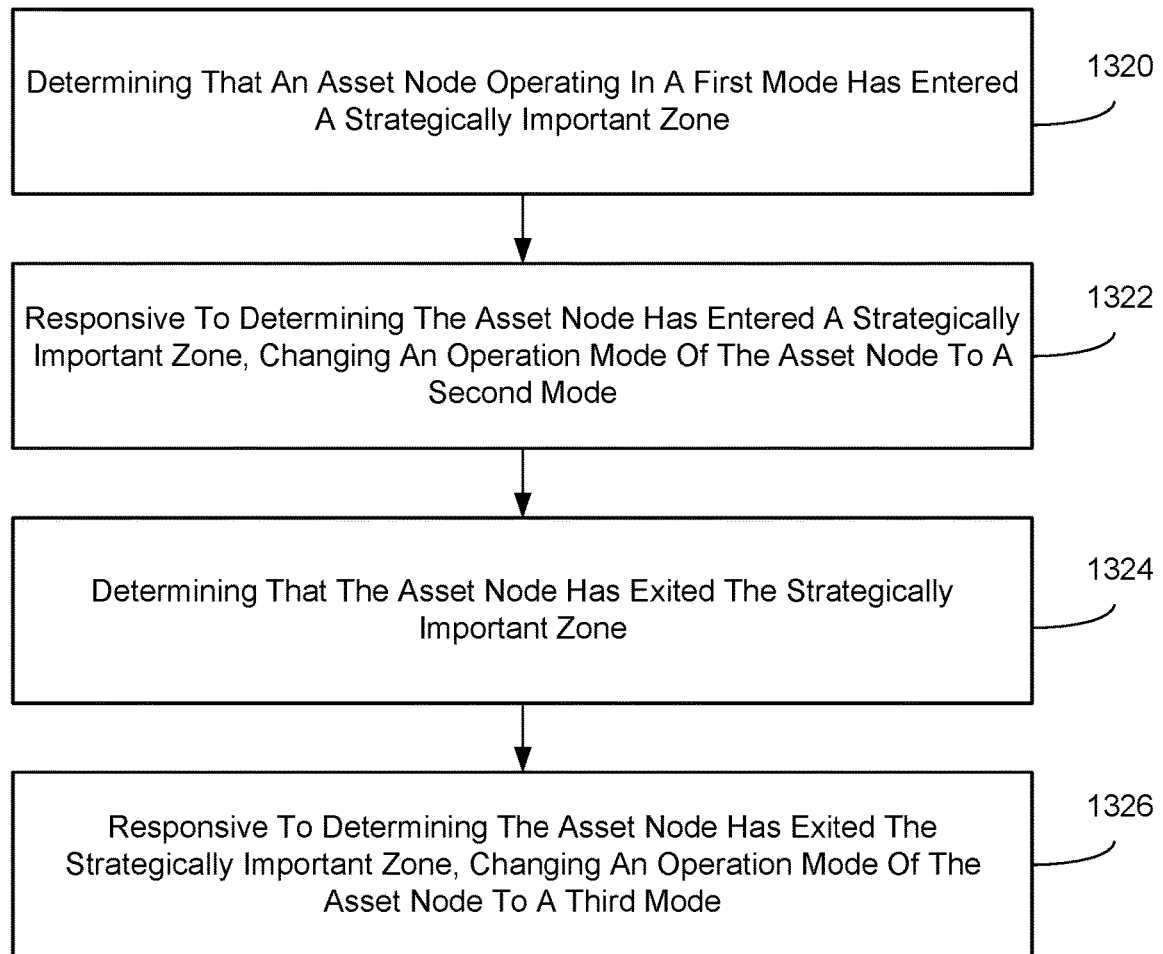 Determining That An Asset Node Operating In A First Mode Has Entered
A Strategically Important Zone
1320
Responsive To Determining The Asset Node Has Entered A Strategically
Important Zone, Changing An Operation Mode Of The Asset Node To A
Second Mode
1322
Determining That The Asset Node Has Exited The Strategically
Important Zone
1324
Responsive To Determining The Asset Node Has Exited The
Strategically Important Zone, Changing An Operation Mode Of The
Asset Node To A Third Mode
1326